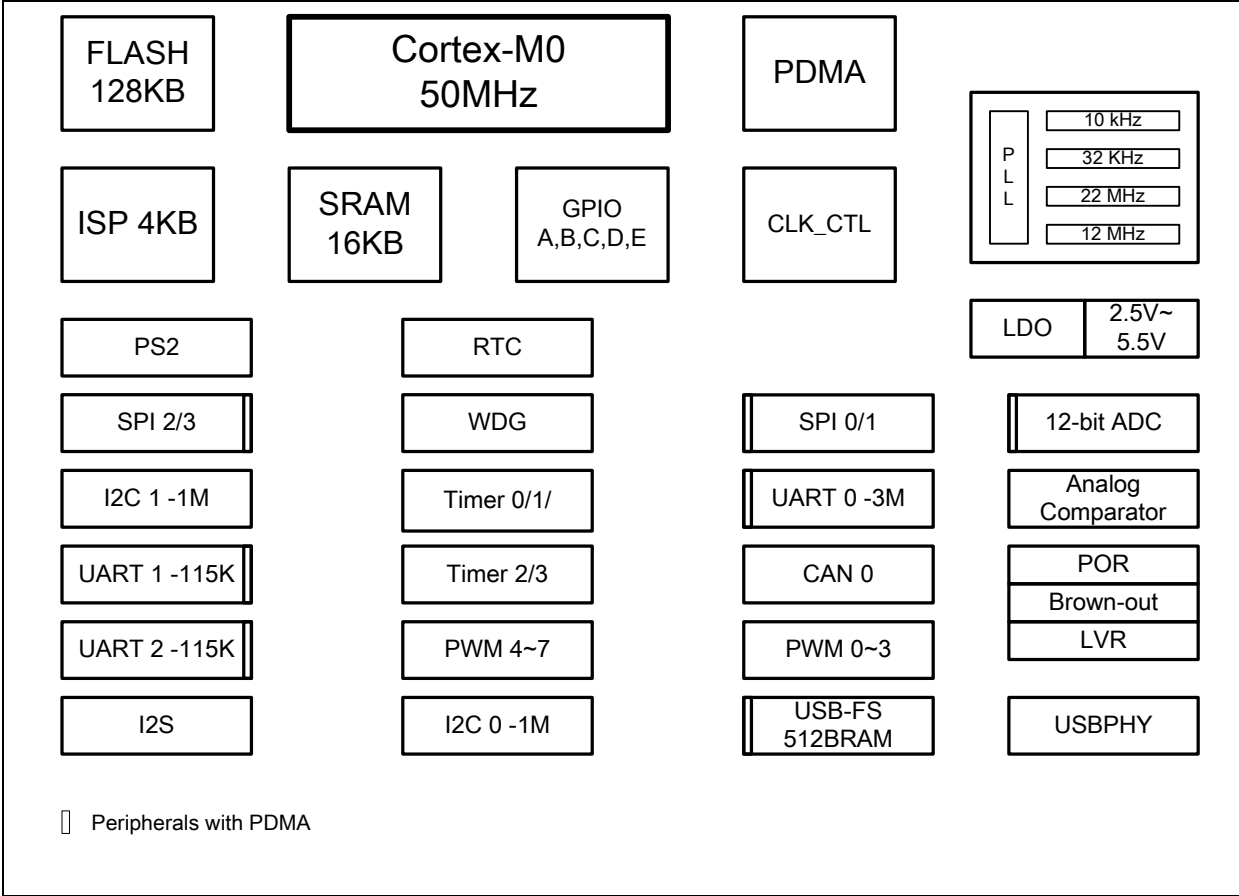 FLASH
128KB
Cortex-M0
50MHz
PDMA
10 kHz
32 KHz
22 MHz
12 MHz
P
L
L
ISP 4KB
SRAM
16KB
GPIO
A,B,C,D,E
CLK_CTL
LDO
2.5V~
5.5V
PS2
RTC
SPI 2/3
WDG
SPI 0/1
12-bit ADC
I2C 1 -1M
Timer 0/1/
UART 0 -3M
Analog
Comparator
UART 1 -115K
Timer 2/3
CAN 0
POR
Brown-out
LVR
UART 2 -115K
PWM 4~7
PWM 0~3
I2S
I2C 0 -1M
USB-FS
512BRAM
USBPHY
Peripherals with PDMA